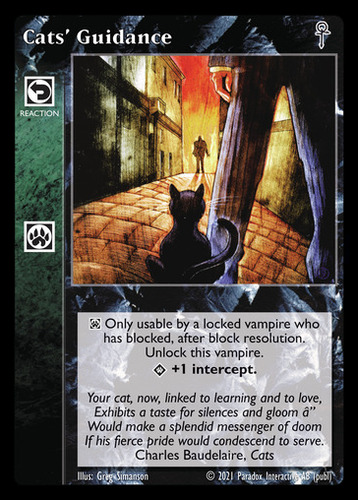 Cats' Guidance
REACTION
Only usable by a locked vampire who
has blocked, after block resolution.
Unlock this vampire.
+1 intercept.
Your cat, now, linked to learning and to love,
Exhibits a taste for silences and gloom â”
Would make a splendid messenger of doom
If his fierce pride would condescend to serve.
Charles Baudelaire, Cats
Illus: Greg Simanson © 2021 Paradox Interactive AB (publ)